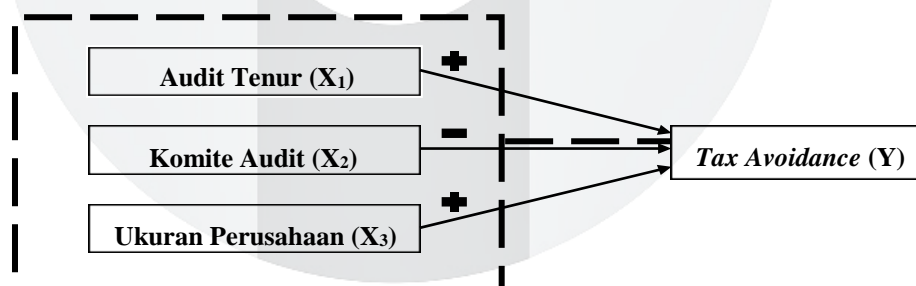 Audit Tenur (X₁)
+
Komite Audit (X₂)
-
Tax Avoidance (Y)
+
Ukuran Perusahaan (X₃)